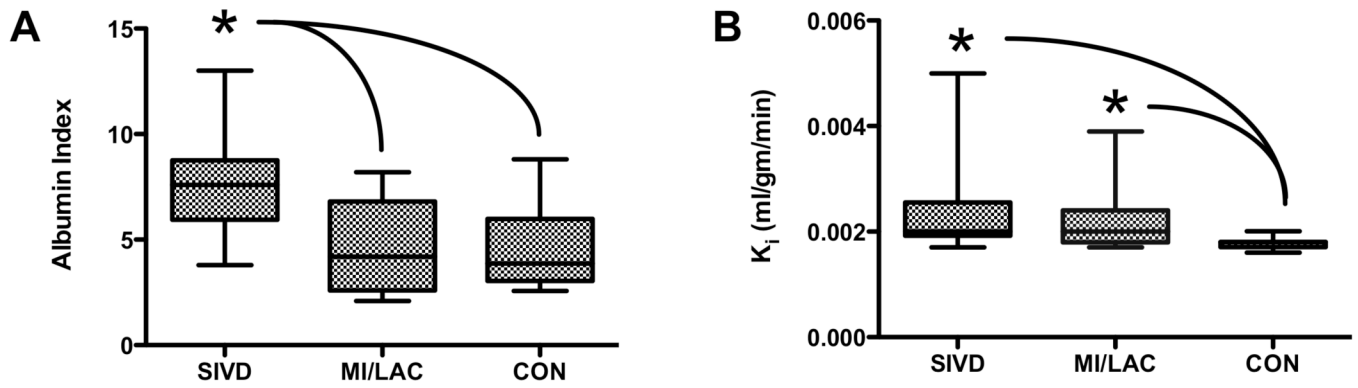 A
Albumin Index
15
10
5
0
*
SIVD
MI/LAC
CON
B
Ki (ml/gm/min)
0.006
0.004
0.002
0.000
*
*
SIVD
MI/LAC
CON